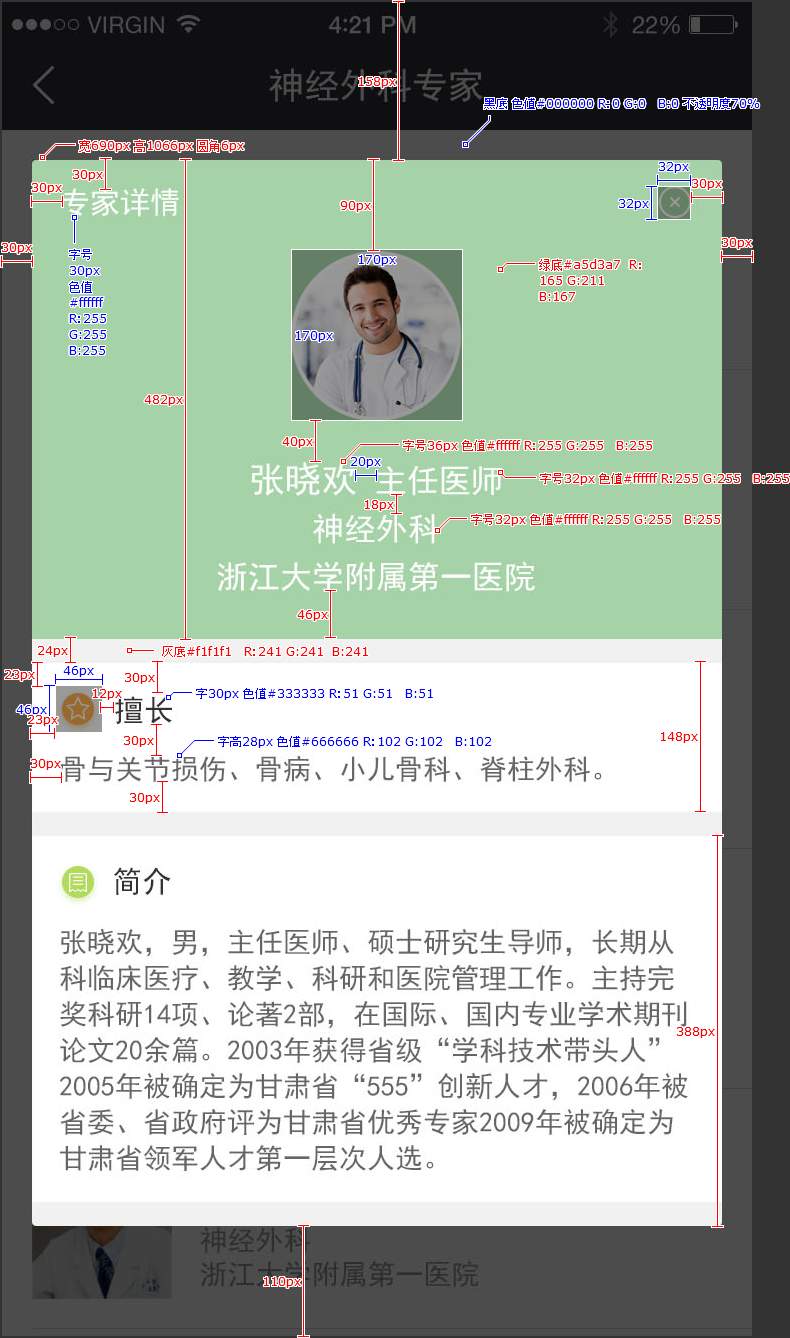 VIRGIN 4:21 PM 22%
神经外科专家
158px
黑底 色值#000000 R:0 G:0 B:0 不透明度70%
宽690px 高1066px 圆角6px
30px
32px
30px
专家详情
90px
32px
30px
30px
30px
字号
30px
色值
#ffffff
R:255
G:255
B:255
170px
绿底#a5d3a7 R:
165 G:211
B:167
170px
482px
40px
字号36px 色值#ffffff R:255 G:255 B:255
20px
张晓欢 主任医师
字号32px 色值#ffffff R:255 G:255 B:255
18px
神经外科
字号32px 色值#ffffff R:255 G:255 B:255
浙江大学附属第一医院
46px
24px
灰底#f1f1f1 R:241 G:241 B:241
23px
46px
30px
12px
字30px 色值#333333 R:51 G:51 B:51
46px
23px
擅长
30px
字高28px 色值#666666 R:102 G:102 B:102
148px
30px
骨与关节损伤、骨病、小儿骨科、脊柱外科。
30px
简介
张晓欢，男，主任医师、硕士研究生导师，长期从
科临床医疗、教学、科研和医院管理工作。主持完
奖科研14项、论著2部，在国际、国内专业学术期刊
388px
论文20余篇。2003年获得省级“学科技术带头人”
2005年被确定为甘肃省“555”创新人才，2006年被
省委、省政府评为甘肃省优秀专家2009年被确定为
甘肃省领军人才第一层次人选。
神经外科
浙江大学附属第一医院
110px